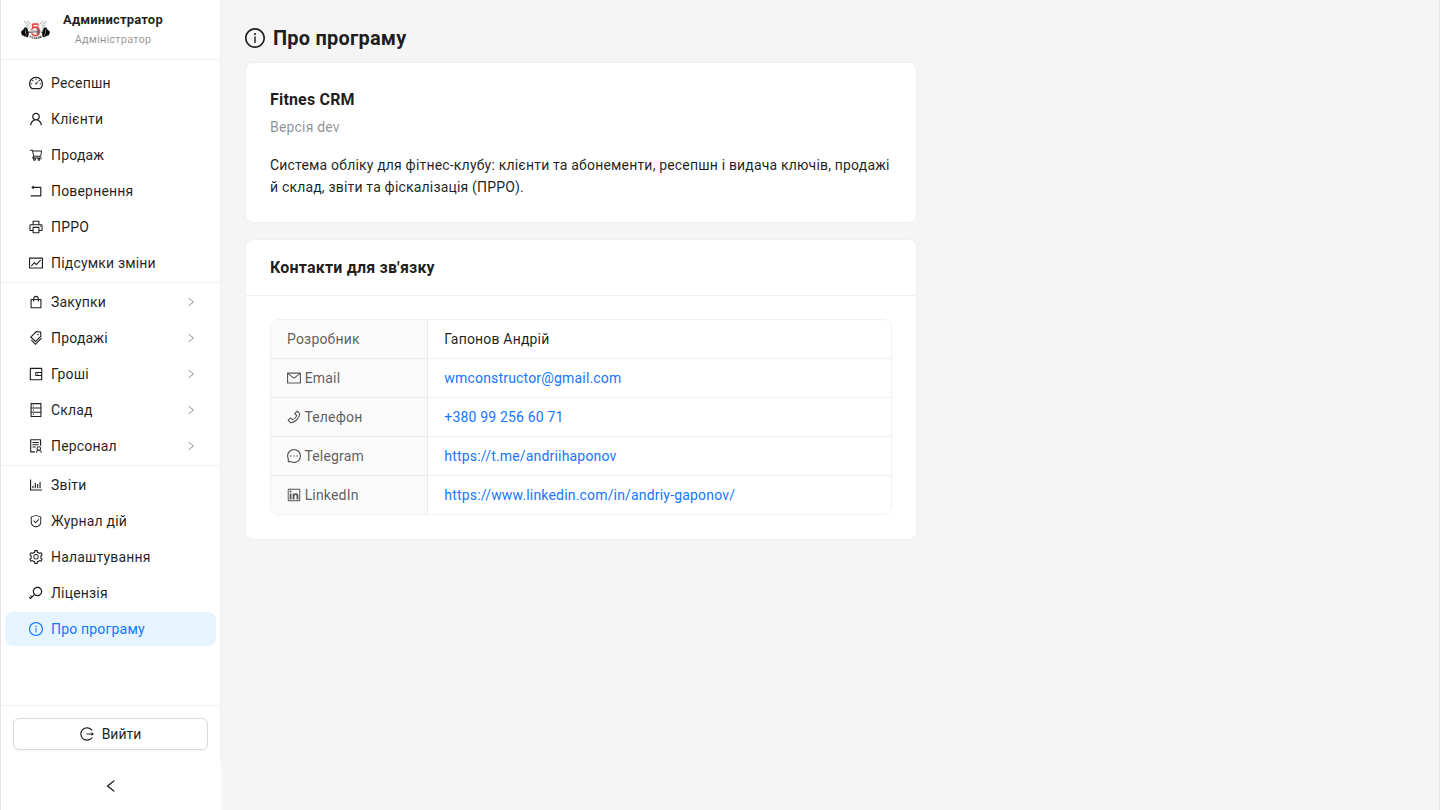 Администратор
Адміністратор
Ресепшн
Клієнти
Продаж
Повернення
ПРРО
Підсумки зміни
Закупки
Продажі
Гроші
Склад
Персонал
Звіти
Журнал дій
Налаштування
Ліцензія
Про програму
Вийти
Про програму
Fitnes CRM
Версія dev
Система обліку для фітнес-клубу: клієнти та абонементи, ресепшн і видача ключів, продажі
й склад, звіти та фіскалізація (ПРРО).
Контакти для зв'язку
Розробник Гапонов Андрій
Email wmconstructor@gmail.com
Телефон +380 99 256 60 71
Telegram https://t.me/andriihaponov
LinkedIn https://www.linkedin.com/in/andriy-gaponov/